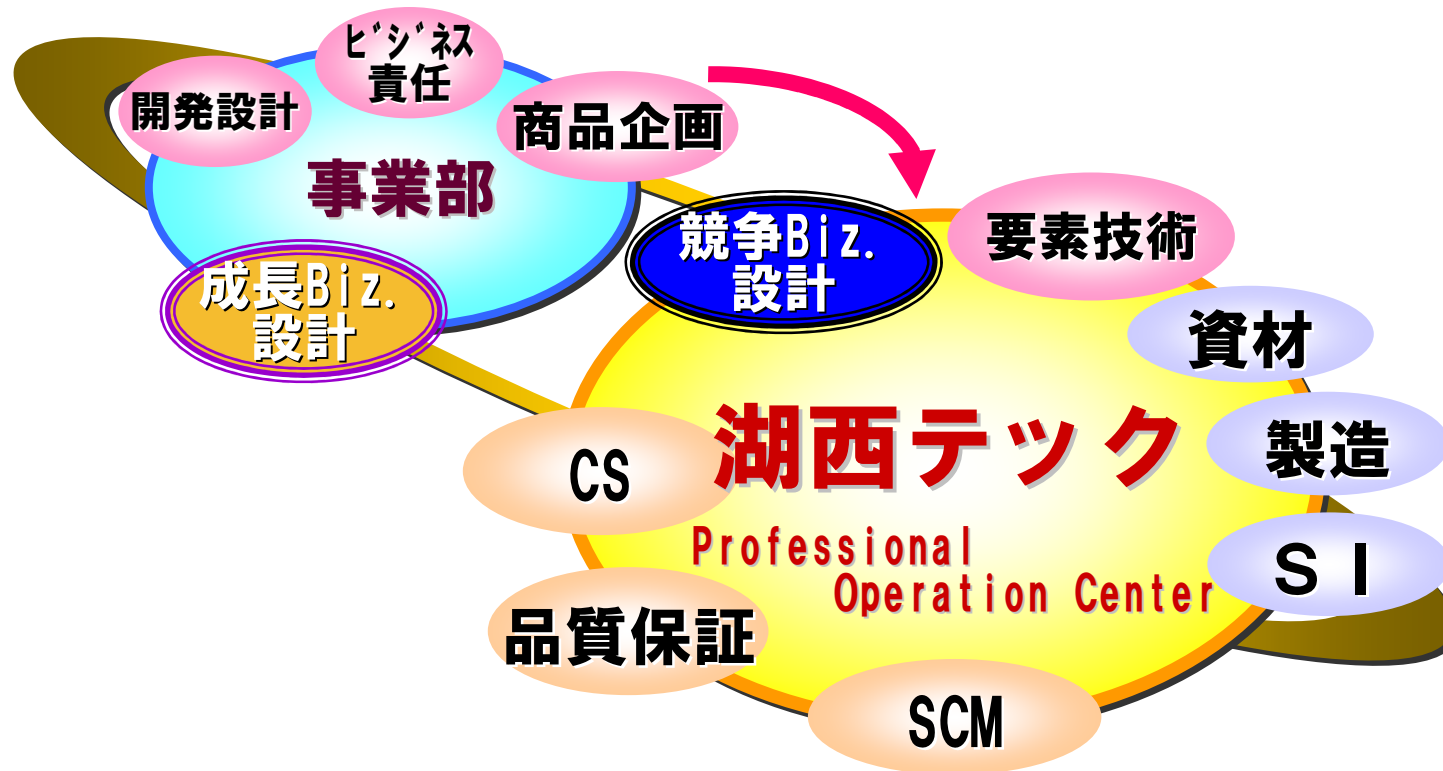 ﾋﾞｼﾞﾈｽ
責任
開発設計
商品企画
事業部
成長Biz.
設計
競争Biz.
設計
要素技術
資材
製造
ＳＩ
湖西テック
Professional
Operation Center
CS
品質保証
SCM